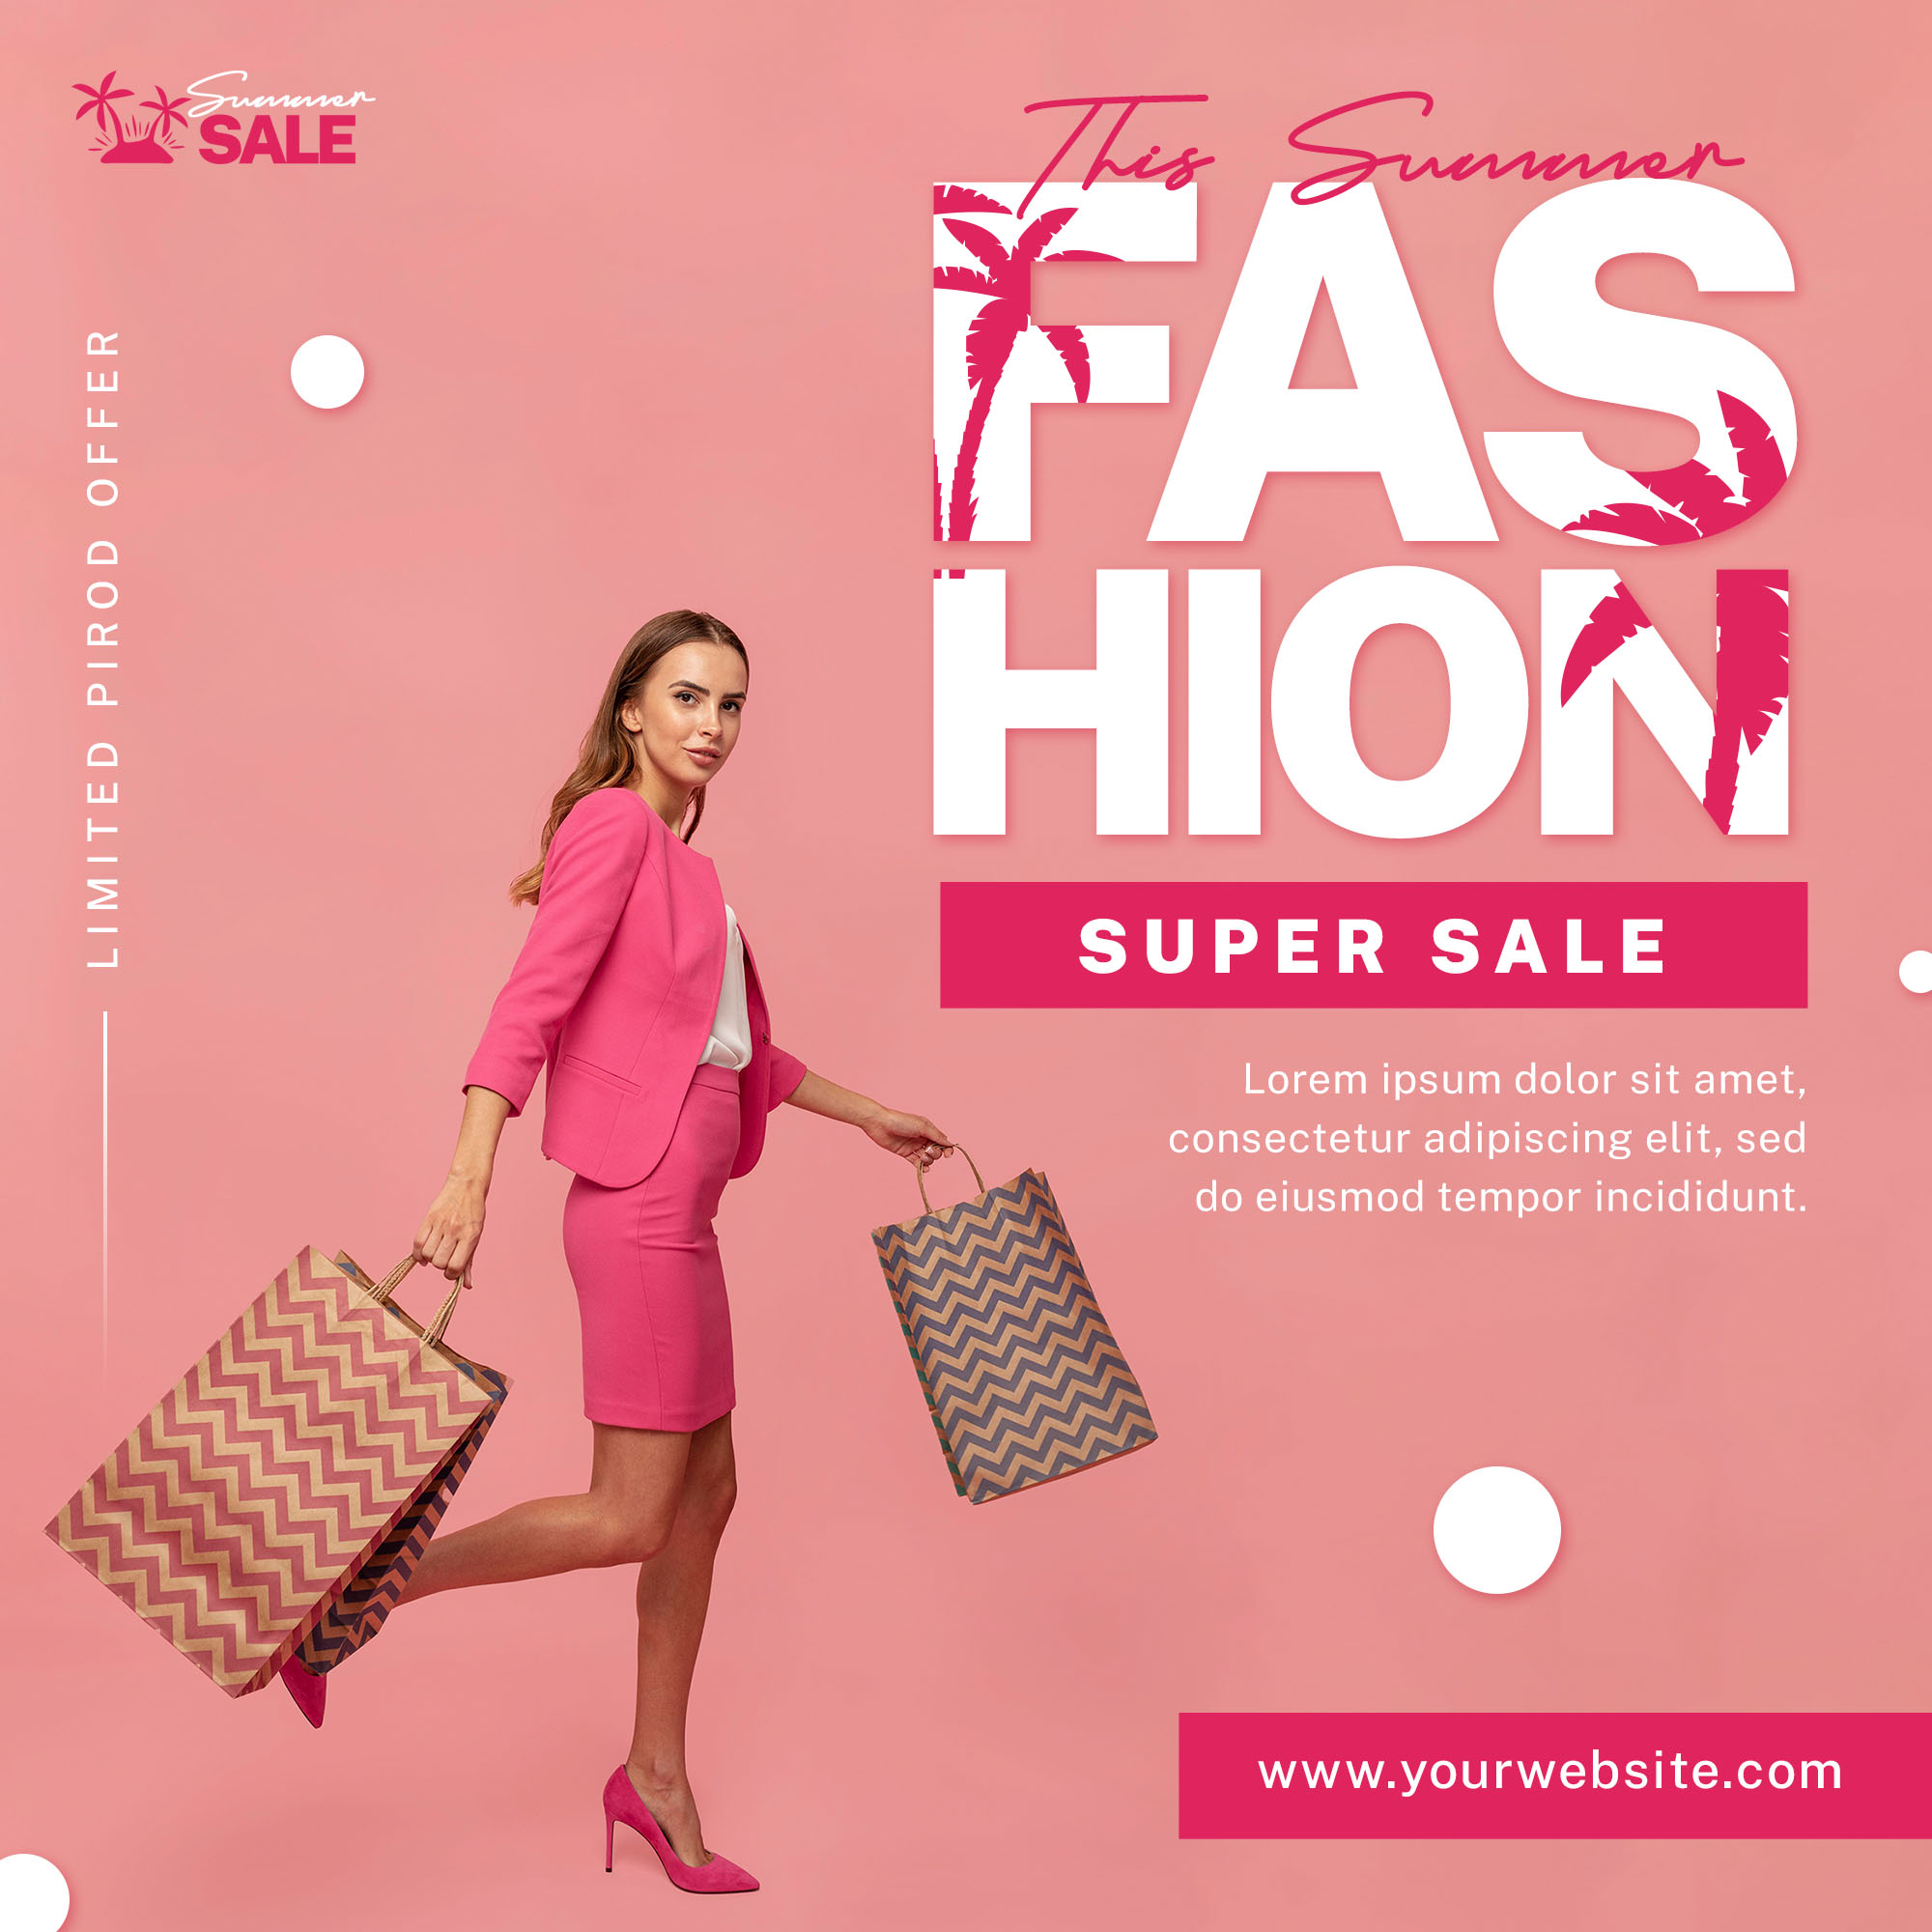 Summer
SALE
This Summer
FAS
HION
SUPER SALE
Lorem ipsum dolor sit amet,
consectetur adipiscing elit, sed
do eiusmod tempor incididunt.
LIMITED PIROD OFFER
www.yourwebsite.com